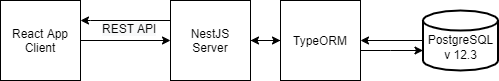 React App
Client
REST API
NestJS
Server
TypeORM
PostgreSQL
v 12.3